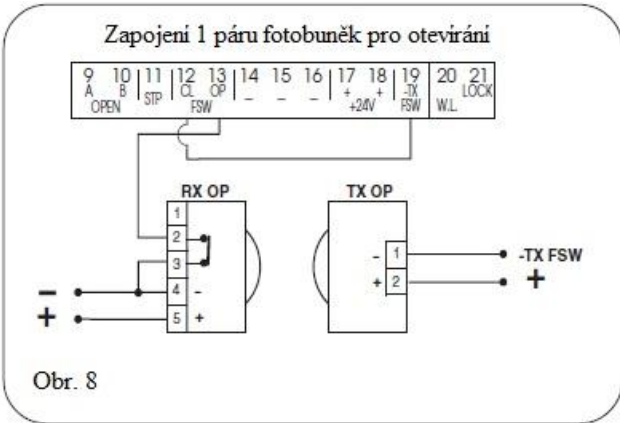 Zapojení 1 páru fotobuněk pro otevírání
9 10 11 12 13 14 15 16 17 18 19 20 21
A B STP CL OP – – – + + -TX LOCK
OPEN FSW +24V FSW W.L.
RX OP TX OP
1
2
3
4 -
5 +
- 1
+ 2
-TX FSW
+
–
+
Obr. 8